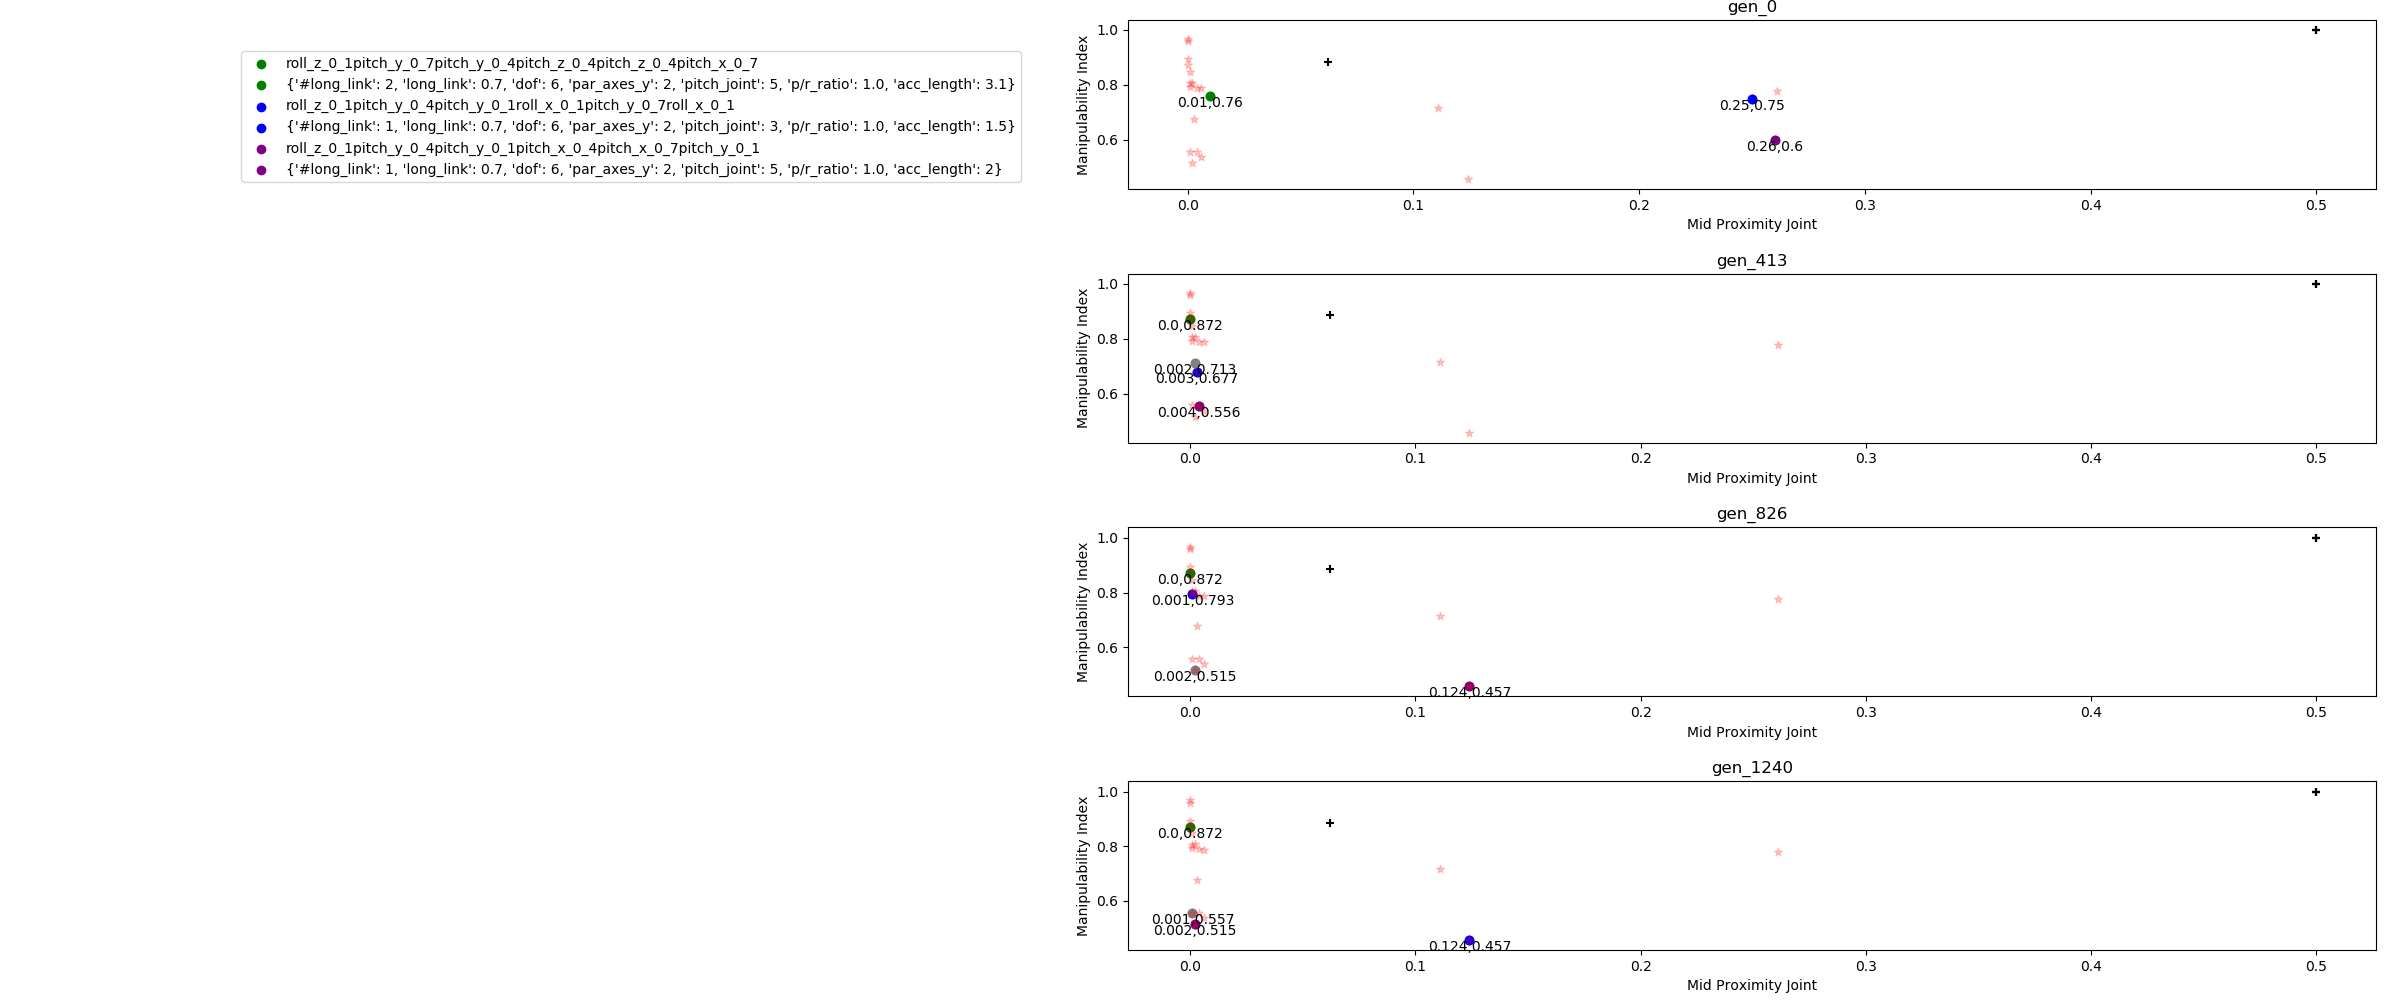 roll_z_0_1pitch_y_0_7pitch_y_0_4pitch_z_0_4pitch_z_0_4pitch_x_0_7
{'#long_link': 2, 'long_link': 0.7, 'dof': 6, 'par_axes_y': 2, 'pitch_joint': 5, 'p/r_ratio': 1.0, 'acc_length': 3.1}
roll_z_0_1pitch_y_0_4pitch_y_0_1roll_x_0_1pitch_y_0_7roll_x_0_1
{'#long_link': 1, 'long_link': 0.7, 'dof': 6, 'par_axes_y': 2, 'pitch_joint': 3, 'p/r_ratio': 1.0, 'acc_length': 1.5}
roll_z_0_1pitch_y_0_4pitch_y_0_1pitch_x_0_4pitch_x_0_7pitch_y_0_1
{'#long_link': 1, 'long_link': 0.7, 'dof': 6, 'par_axes_y': 2, 'pitch_joint': 5, 'p/r_ratio': 1.0, 'acc_length': 2}
gen_0
Manipulability Index
1.0
0.8
0.6
0.01,0.76
0.25,0.75
0.26,0.6
0.0 0.1 0.2 0.3 0.4 0.5
Mid Proximity Joint
gen_413
Manipulability Index
1.0
0.8
0.6
0.0,0.872
0.002,0.713
0.003,0.677
0.004,0.556
0.0 0.1 0.2 0.3 0.4 0.5
Mid Proximity Joint
gen_826
Manipulability Index
1.0
0.8
0.6
0.0,0.872
0.001,0.793
0.002,0.515
0.124,0.457
0.0 0.1 0.2 0.3 0.4 0.5
Mid Proximity Joint
gen_1240
Manipulability Index
1.0
0.8
0.6
0.0,0.872
0.001,0.557
0.002,0.515
0.124,0.457
0.0 0.1 0.2 0.3 0.4 0.5
Mid Proximity Joint